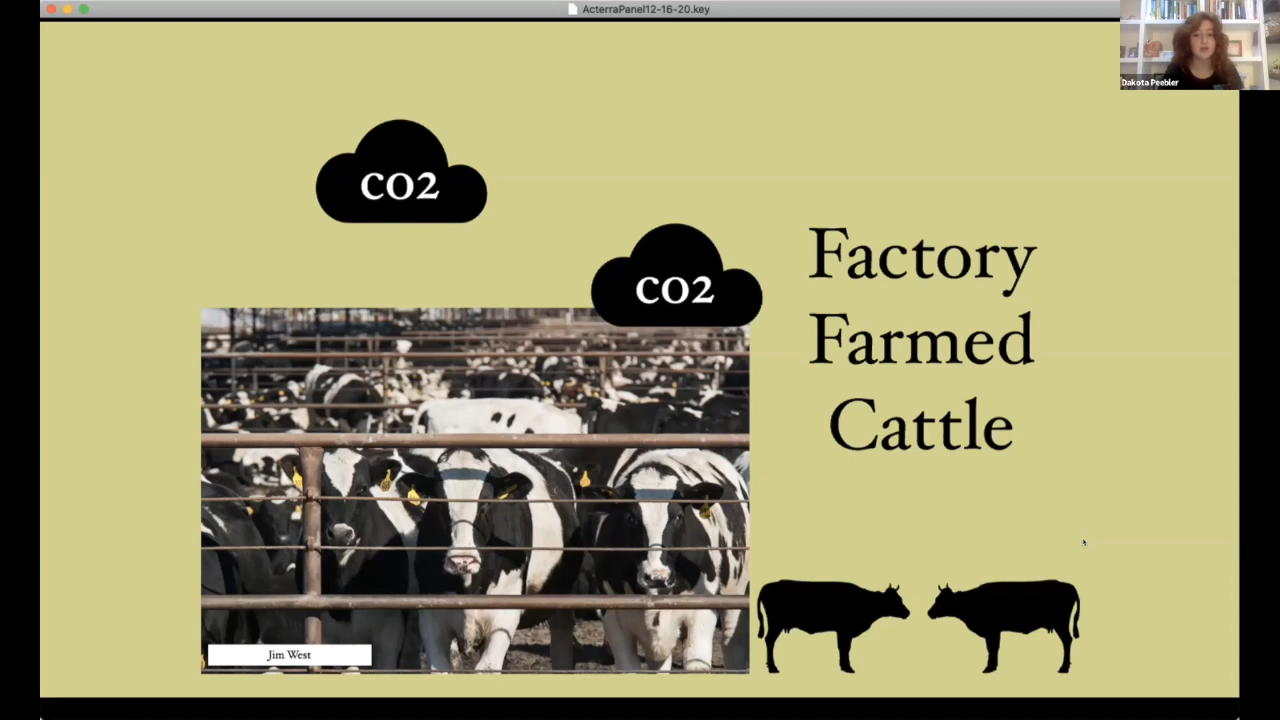 ActerraPanel12-16-20.key
Dakota Peebler
CO2
CO2
Factory
Farmed
Cattle
Jim West